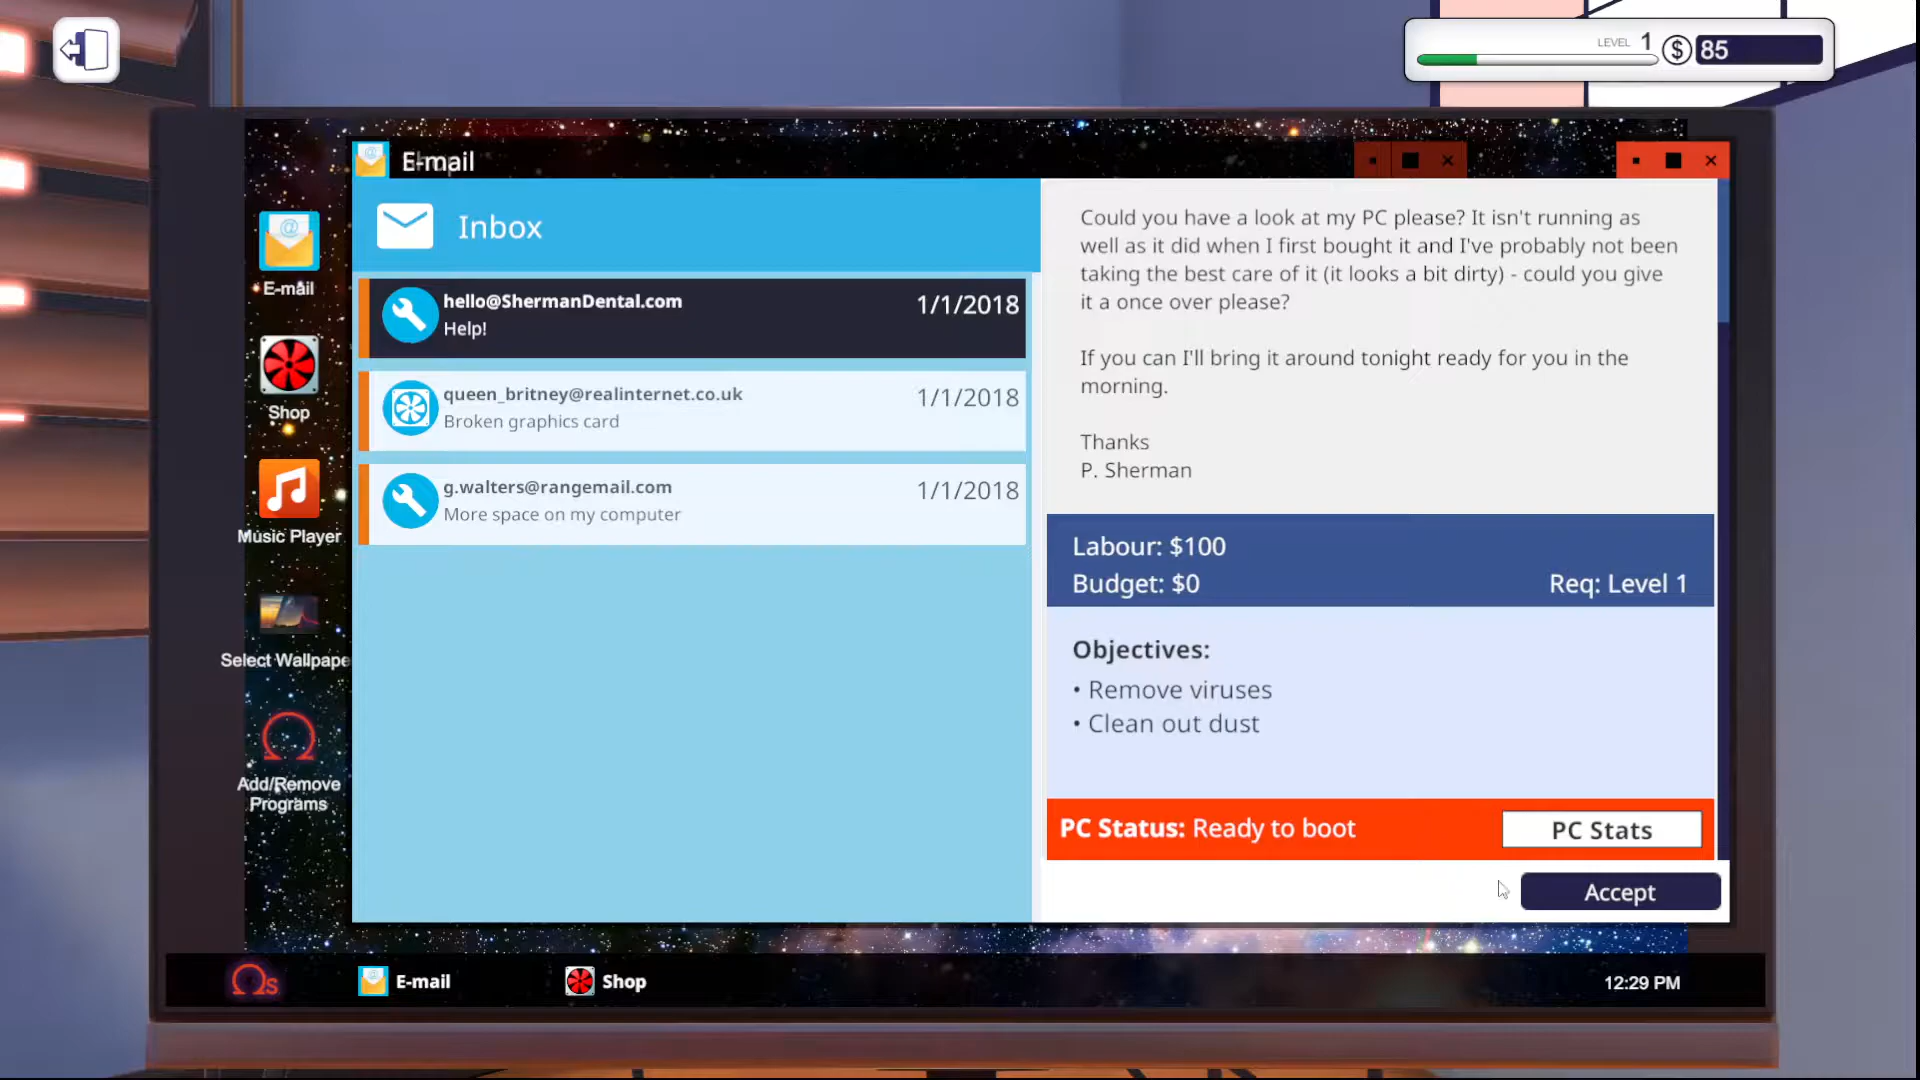 LEVEL 1 $ 85
E-mail
Inbox
hello@ShermanDental.com 1/1/2018
Help!
queen_britney@realinternet.co.uk 1/1/2018
Broken graphics card
g.walters@rangemail.com 1/1/2018
More space on my computer
Could you have a look at my PC please? It isn't running as
well as it did when I first bought it and I've probably not been
taking the best care of it (it looks a bit dirty) - could you give
it a once over please?
If you can I'll bring it around tonight ready for you in the
morning.
Thanks
P. Sherman
Labour: $100
Budget: $0 Req: Level 1
Objectives:
• Remove viruses
• Clean out dust
PC Status: Ready to boot PC Stats
Accept
E-mail
Shop
Music Player
Select Wallpape
Add/Remove
Programs
Ωs E-mail Shop 12:29 PM